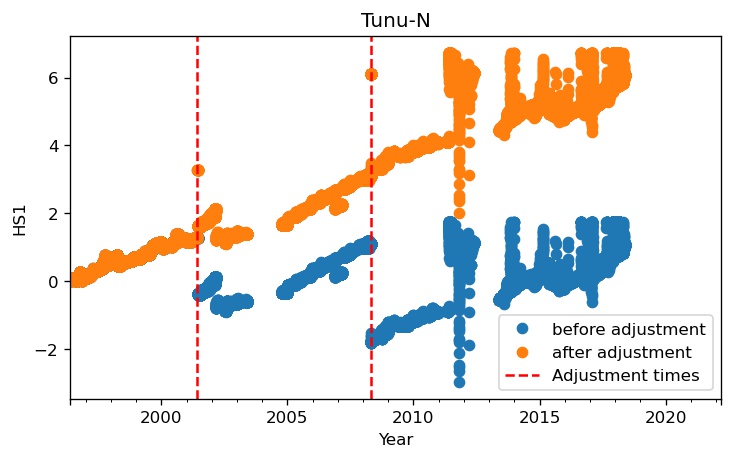 Tunu-N
HS1
6
4
2
0
−2
before adjustment
after adjustment
Adjustment times
2000 2005 2010 2015 2020
Year